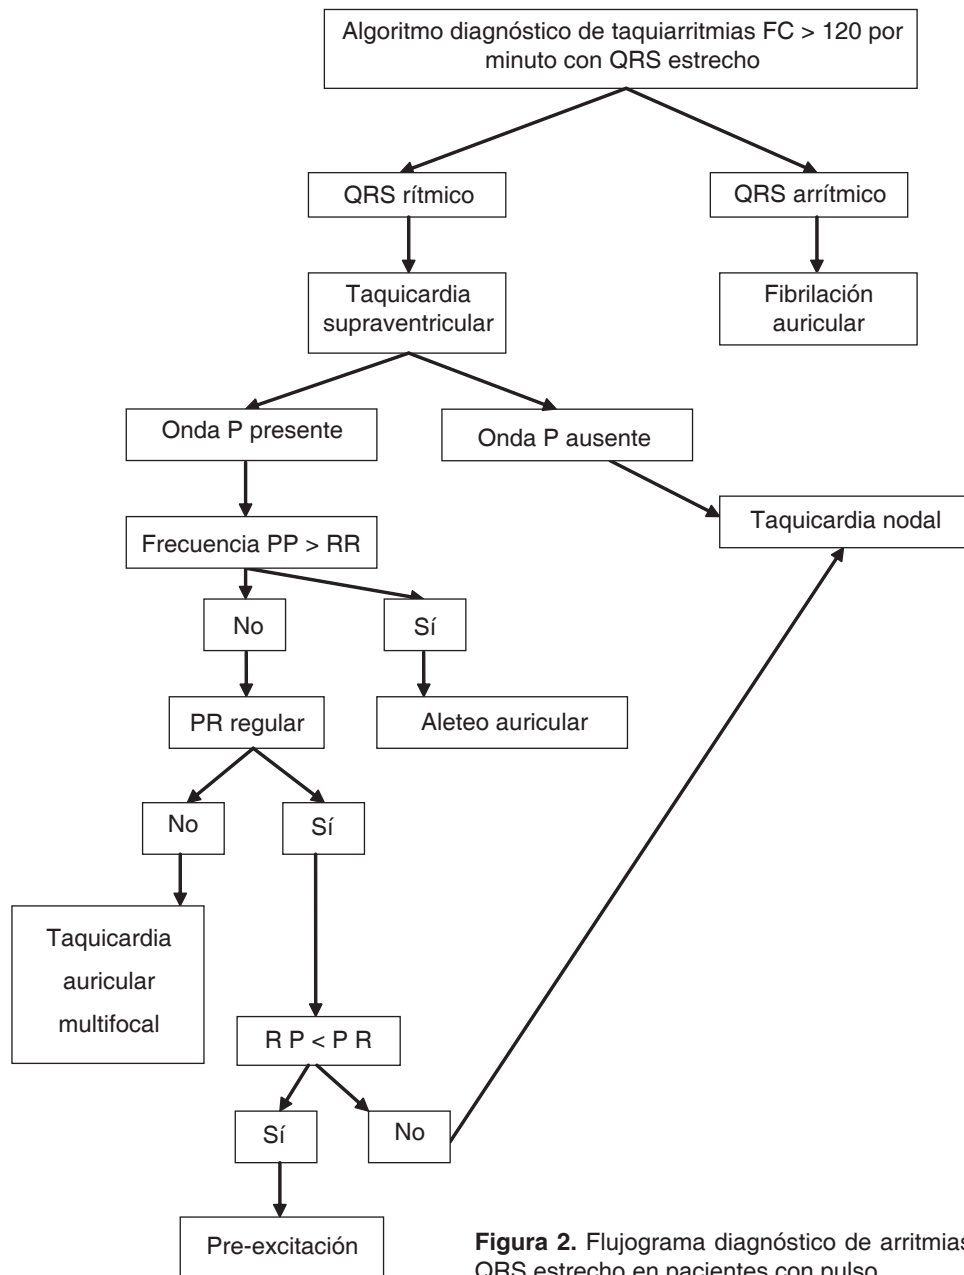 Algoritmo diagnóstico de taquiarritmias FC > 120 por
minuto con QRS estrecho
QRS rítmico
QRS arrítmico
Taquicardia
supraventricular
Fibrilación
auricular
Onda P presente
Onda P ausente
Taquicardia nodal
Frecuencia PP > RR
No
Sí
PR regular
Aleteo auricular
No
Sí
Taquicardia
auricular
multifocal
R P < P R
Sí
No
Pre-excitación
Figura 2. Flujograma diagnóstico de arritmias
QRS estrecho en pacientes con pulso